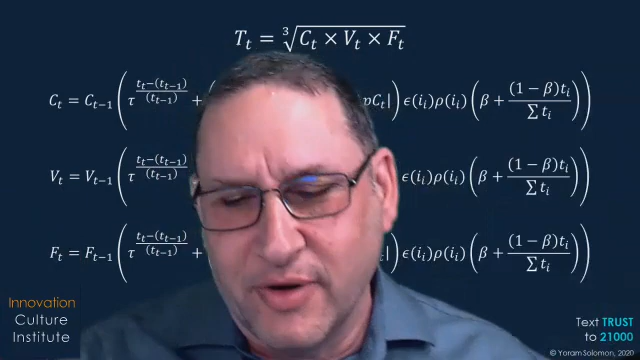 T_t = ∛(C_t × V_t × F_t)
C_t = C_{t-1} ( τ^{(t_t-(t_{t-1}))/(t_{t-1})} + ( pC_t| ) ϵ(i_i)ρ(i_i) ( β + (1 − β)t_i / ∑ t_i ) )
V_t = V_{t-1} ( τ^{(t_t-(t_{t-1}))/(t_{t-1})} + ϵ(i_i)ρ(i_i) ( β + (1 − β)t_i / ∑ t_i ) )
F_t = F_{t-1} ( τ^{(t_t-(t_{t-1}))/(t_{t-1})} + | ) ϵ(i_i)ρ(i_i) ( β + (1 − β)t_i / ∑ t_i ) )
Innovation
Culture
Institute
Text TRUST
to 21000
© Yoram Solomon, 2020